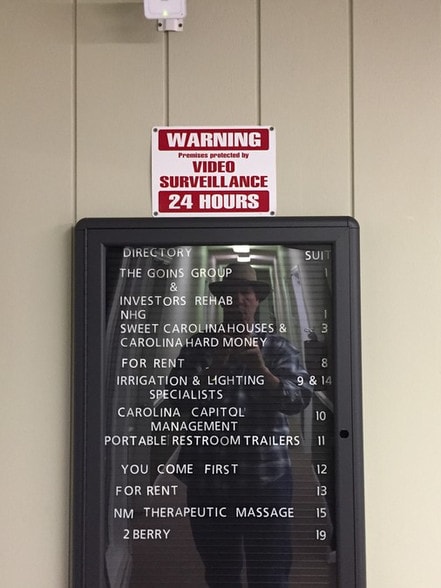 WARNING
Premises protected by
VIDEO
SURVEILLANCE
24 HOURS
DIRECTORY SUIT
THE GOINS GROUP 1
&
INVESTORS REHAB
NHG 1
SWEET CAROLINA HOUSES & 3
CAROLINA HARD MONEY
FOR RENT 8
IRRIGATION & LIGHTING 9 & 14
SPECIALISTS
CAROLINA CAPITOL 10
MANAGEMENT
PORTABLE RESTROOM TRAILERS 11
YOU COME FIRST 12
FOR RENT 13
NM THERAPEUTIC MASSAGE 15
2 BERRY 19